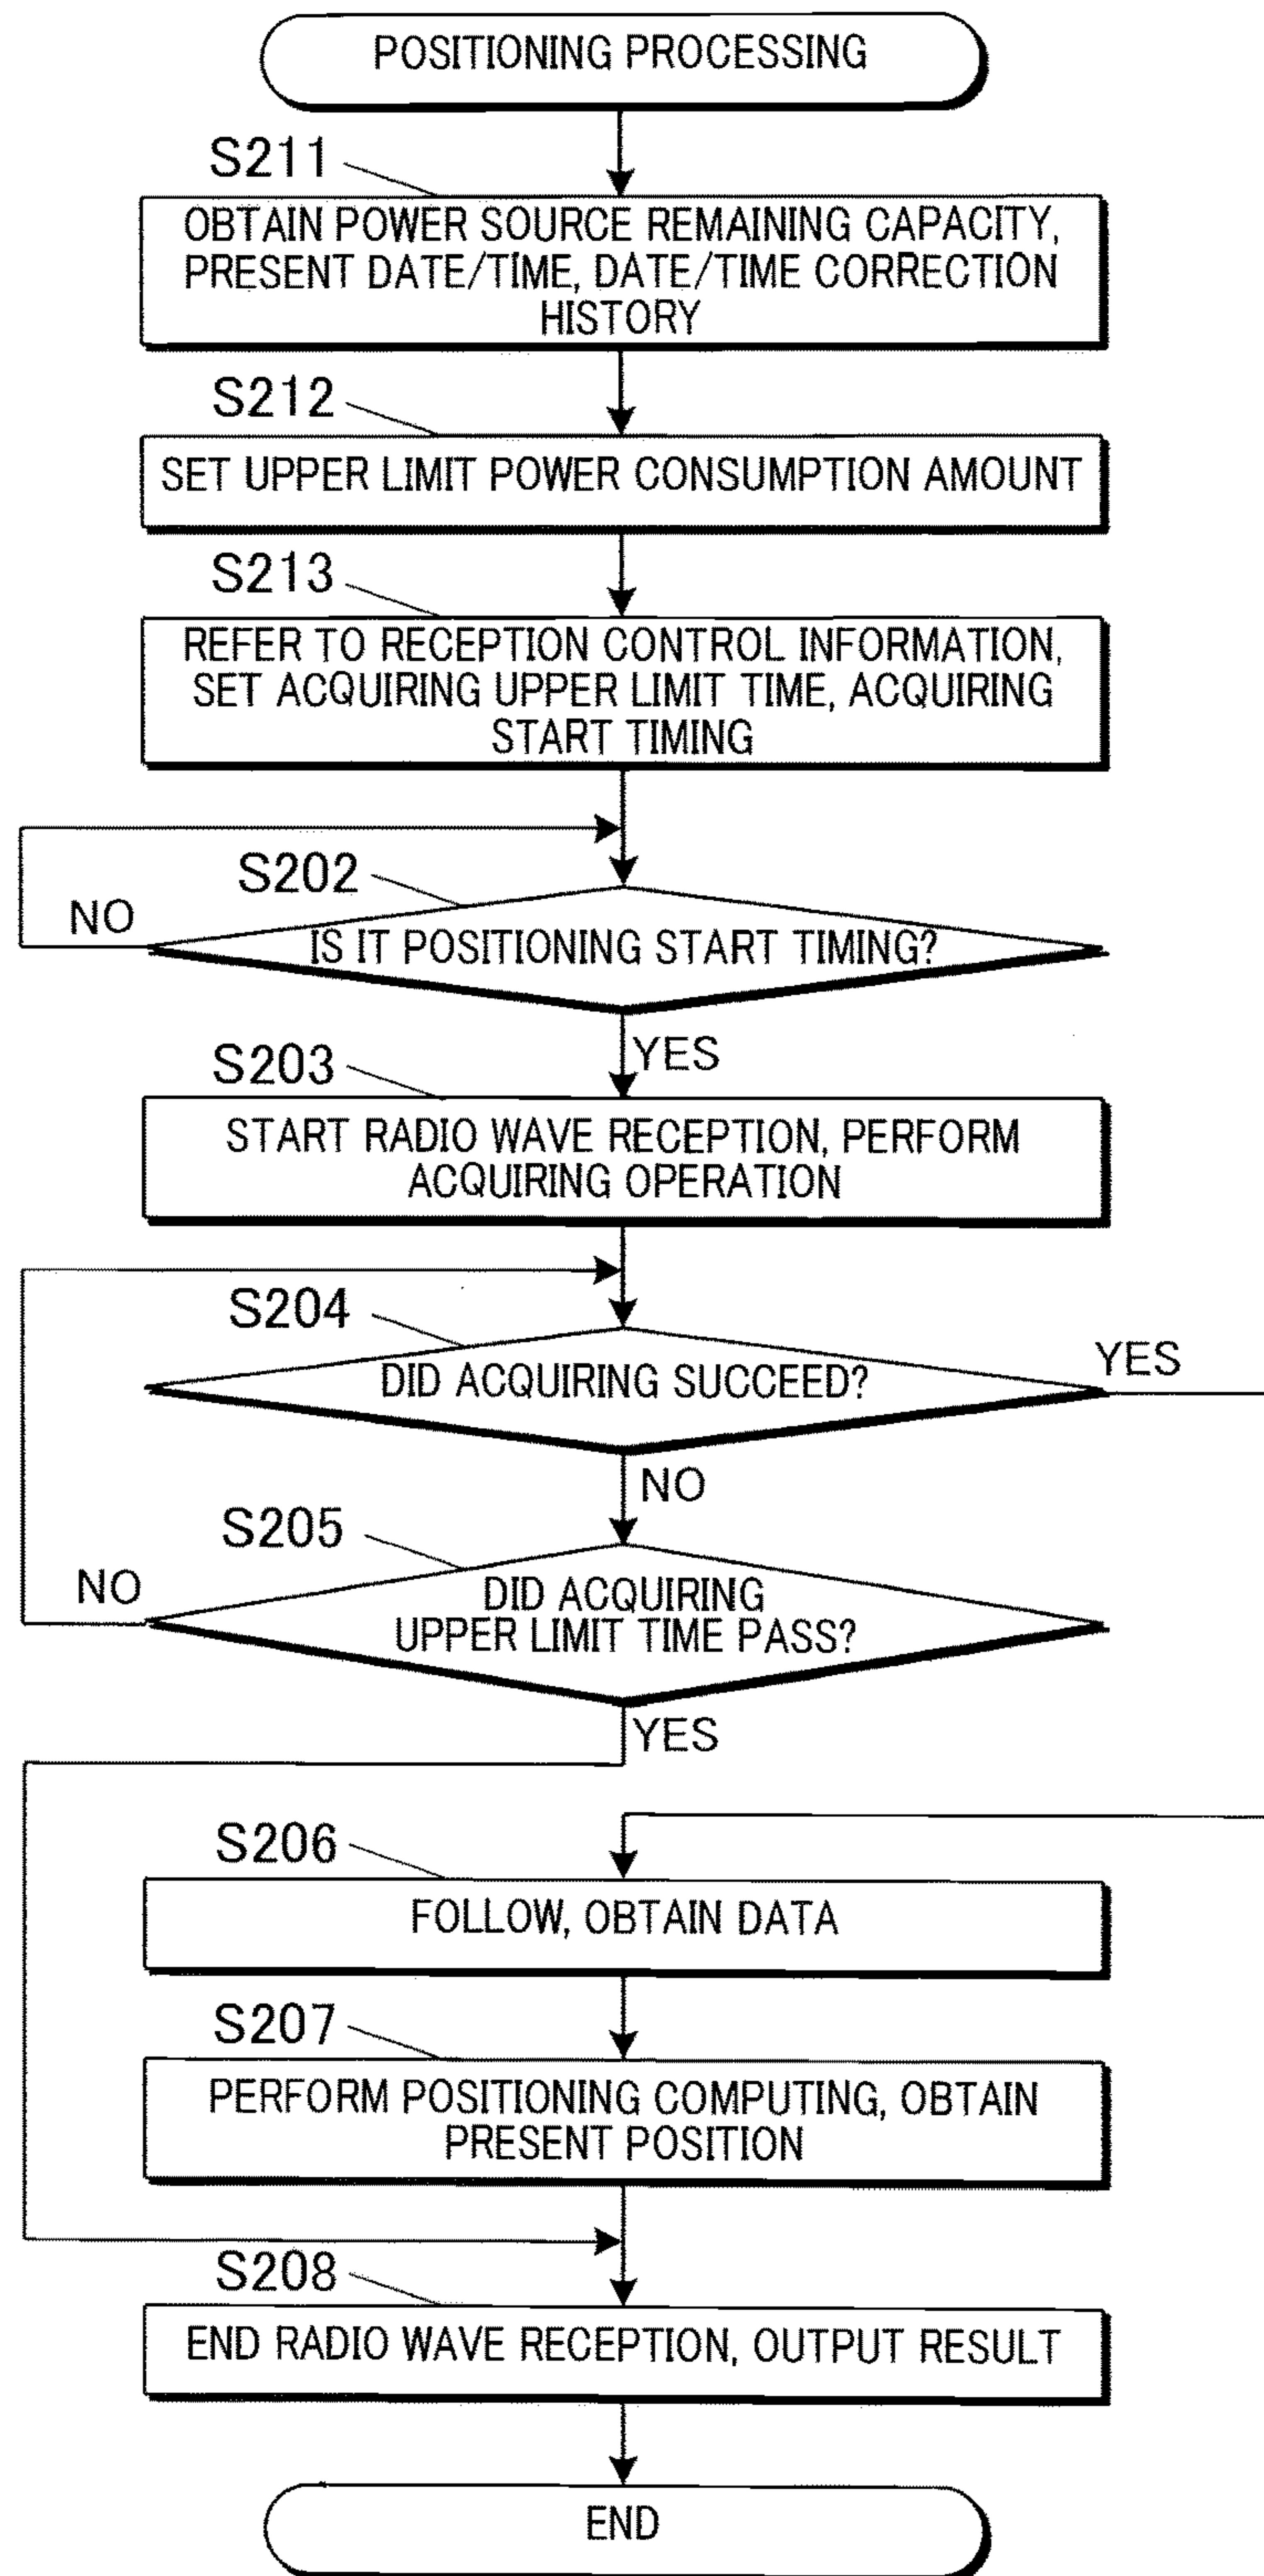 POSITIONING PROCESSING
S211
OBTAIN POWER SOURCE REMAINING CAPACITY,
PRESENT DATE/TIME, DATE/TIME CORRECTION
HISTORY
S212
SET UPPER LIMIT POWER CONSUMPTION AMOUNT
S213
REFER TO RECEPTION CONTROL INFORMATION,
SET ACQUIRING UPPER LIMIT TIME, ACQUIRING
START TIMING
S202
NO
IS IT POSITIONING START TIMING?
YES
S203
START RADIO WAVE RECEPTION, PERFORM
ACQUIRING OPERATION
S204
DID ACQUIRING SUCCEED?
YES
NO
S205
NO
DID ACQUIRING
UPPER LIMIT TIME PASS?
YES
S206
FOLLOW, OBTAIN DATA
S207
PERFORM POSITIONING COMPUTING, OBTAIN
PRESENT POSITION
S208
END RADIO WAVE RECEPTION, OUTPUT RESULT
END